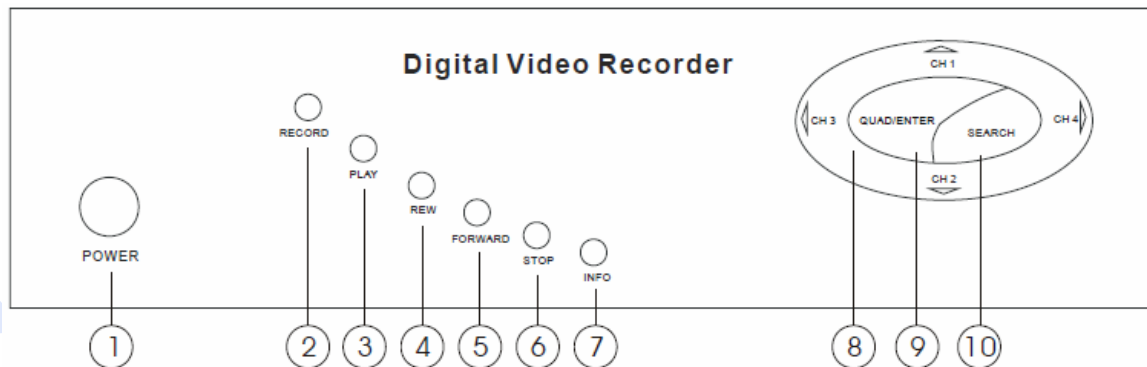 Digital Video Recorder
CH 1
CH 3
QUAD/ENTER
CH 4
SEARCH
CH 2
RECORD
PLAY
REW
FORWARD
STOP
INFO
POWER
1 2 3 4 5 6 7 8 9 10